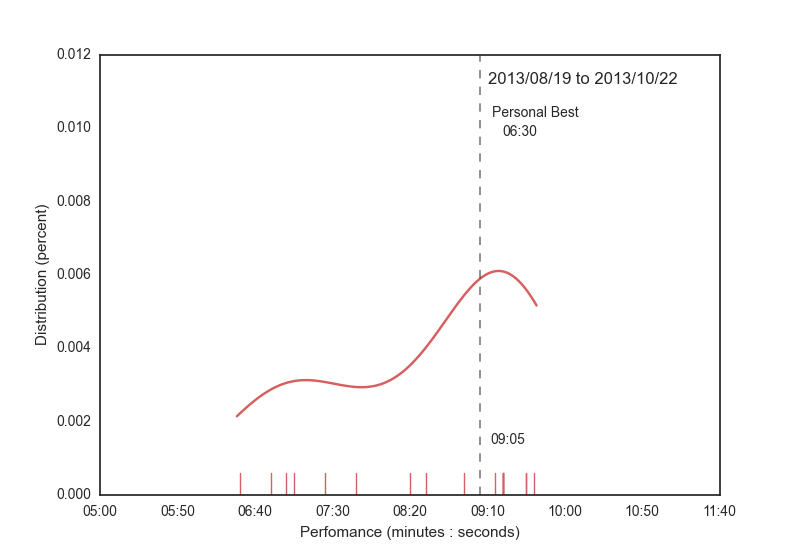 0.012
2013/08/19 to 2013/10/22
Personal Best
06:30
0.010
0.008
0.006
0.004
0.002
0.000
Distribution (percent)
09:05
05:00 05:50 06:40 07:30 08:20 09:10 10:00 10:50 11:40
Perfomance (minutes : seconds)